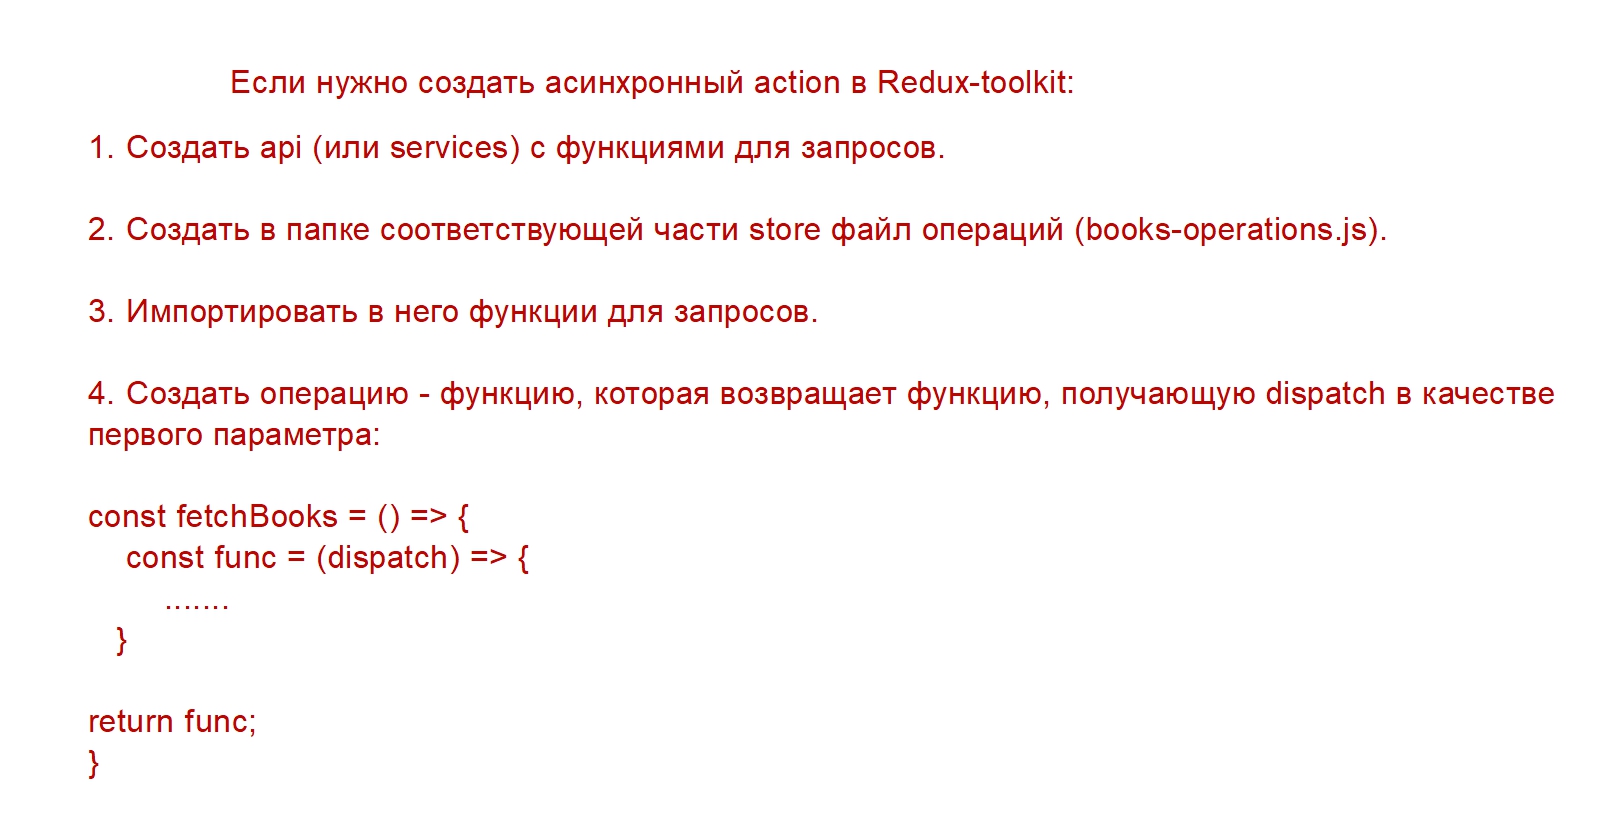 Если нужно создать асинхронный action в Redux-toolkit:
1. Создать api (или services) с функциями для запросов.
2. Создать в папке соответствующей части store файл операций (books-operations.js).
3. Импортировать в него функции для запросов.
4. Создать операцию - функцию, которая возвращает функцию, получающую dispatch в качестве
первого параметра:
const fetchBooks = () => {
const func = (dispatch) => {
.......
}
return func;
}